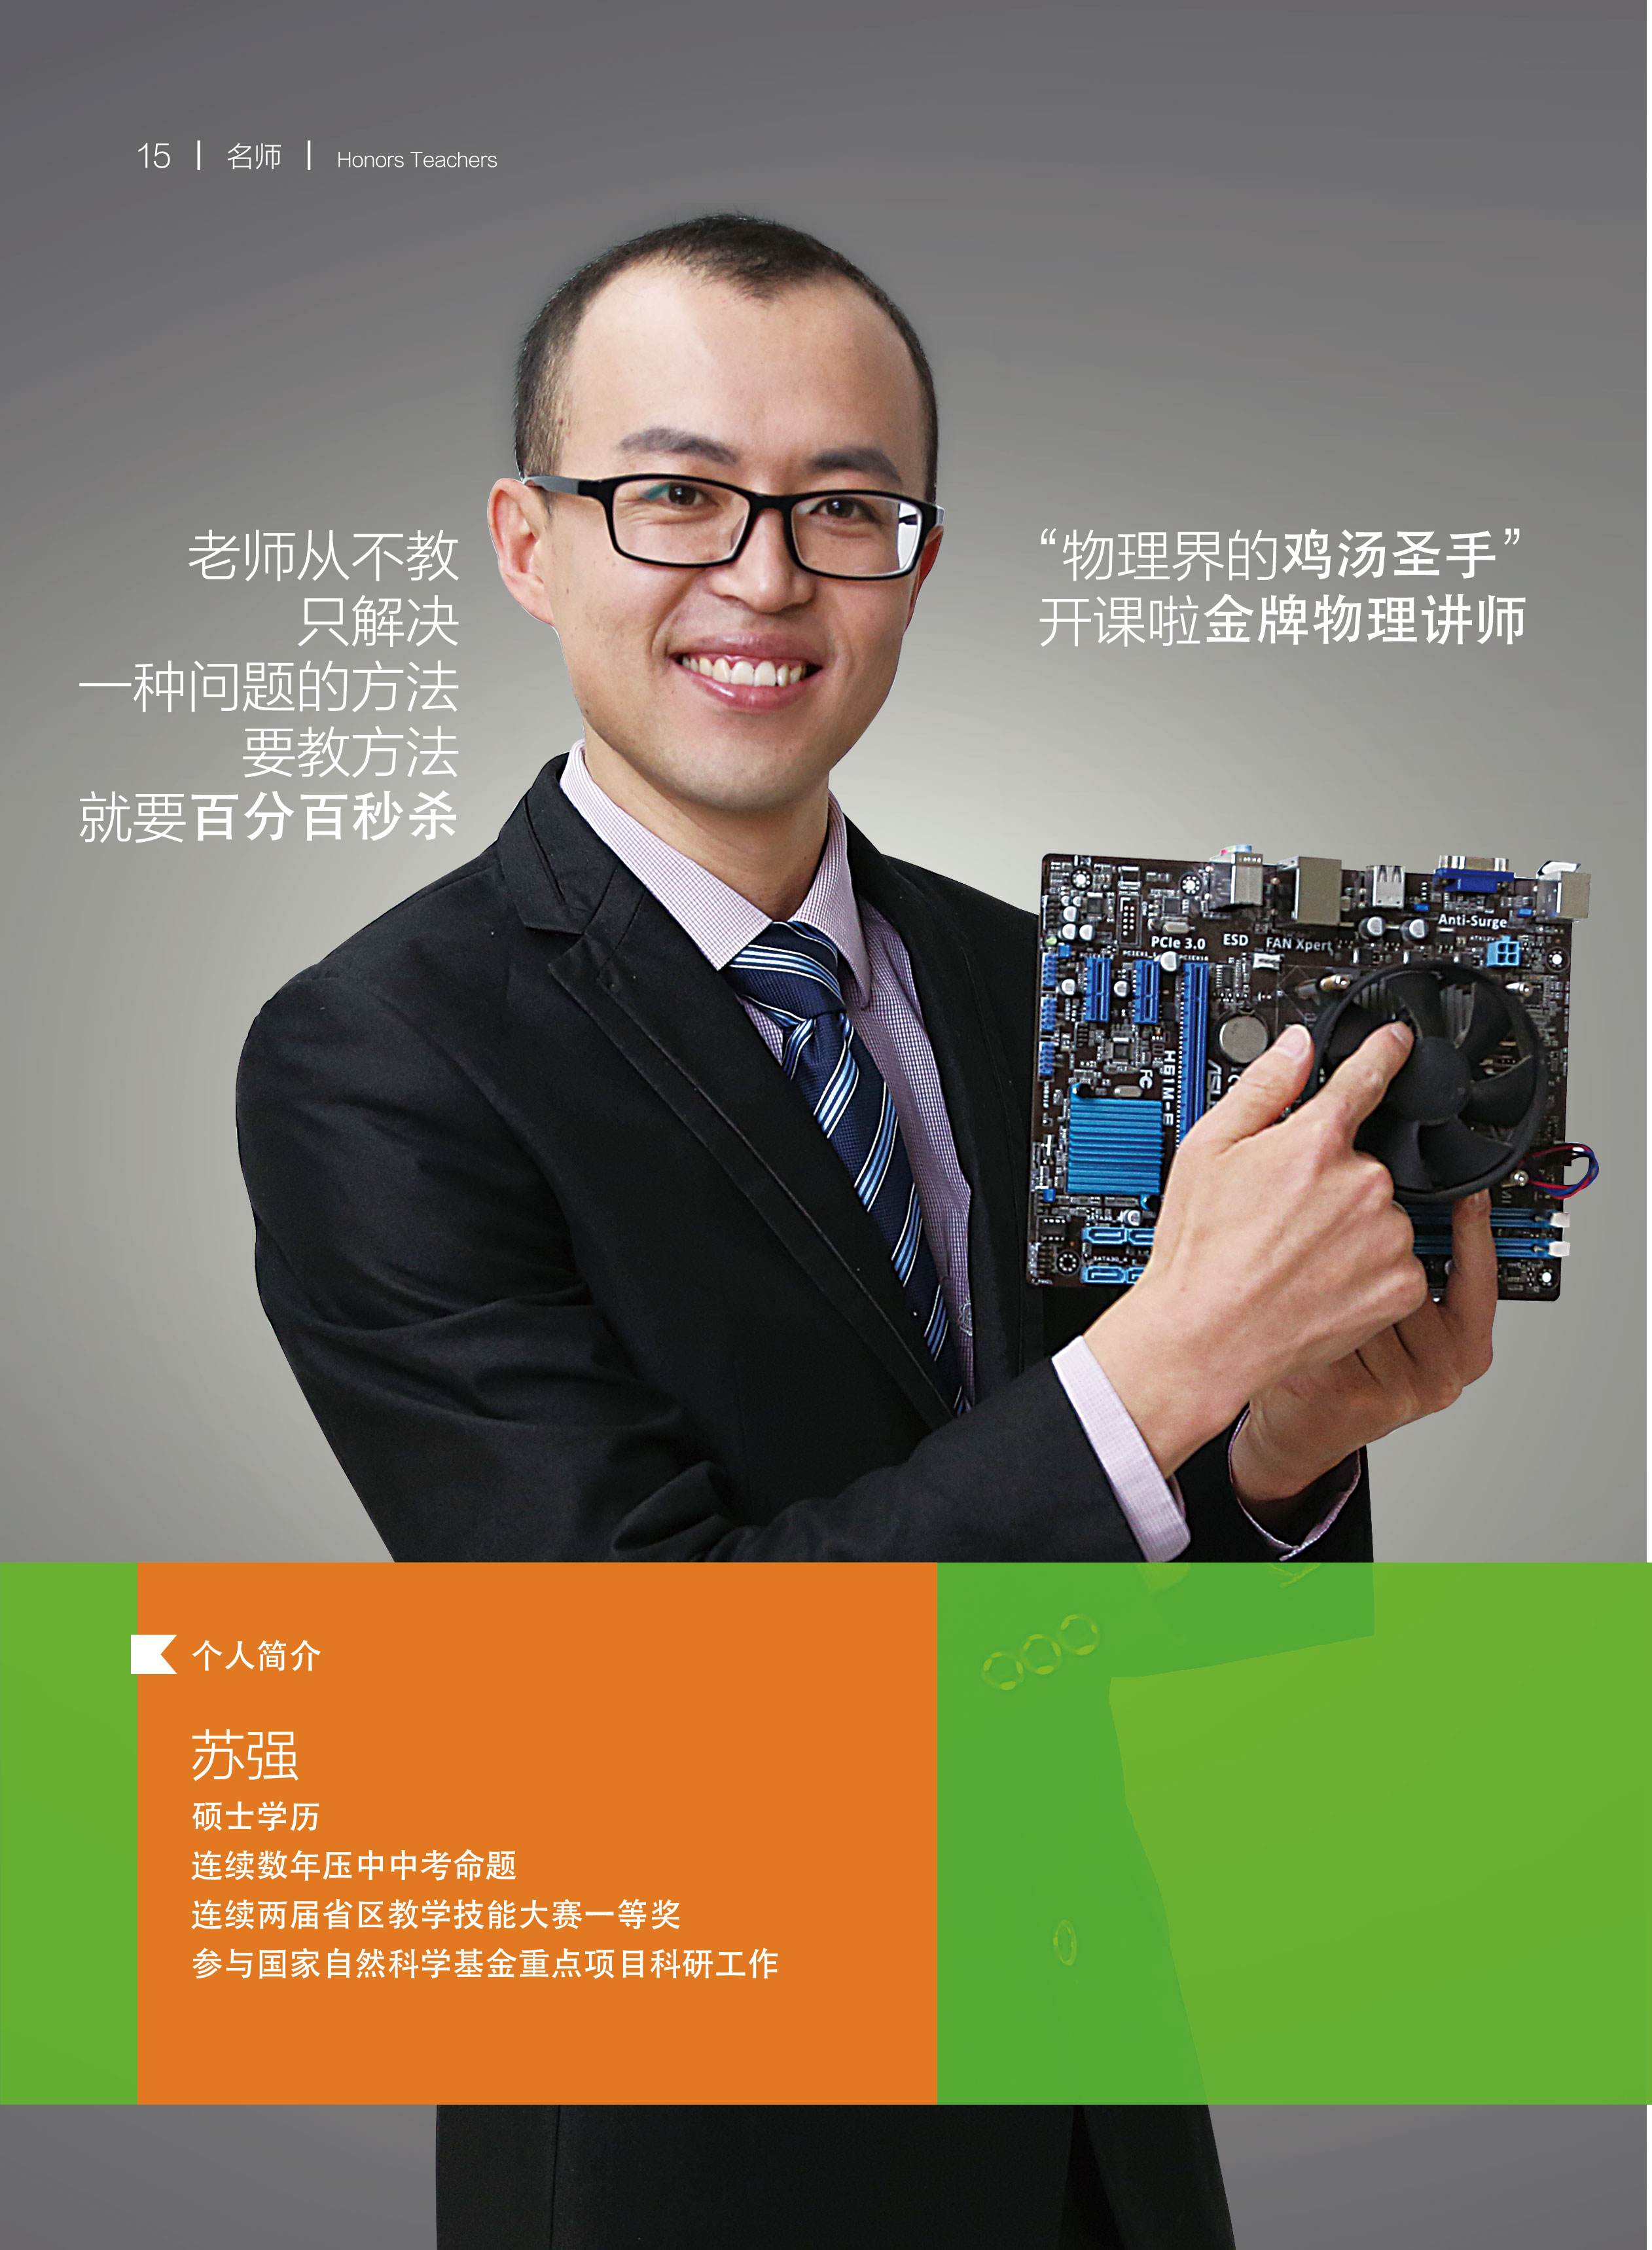 15 | 名师 | Honors Teachers
老师从不教
只解决
一种问题的方法
要教方法
就要百分百秒杀
“物理界的鸡汤圣手”
开课啦金牌物理讲师
Anti-Surge
PCIe 3.0 ESD FAN Xpert
H61M-E
个人简介
苏强
硕士学历
连续数年压中中考命题
连续两届省区教学技能大赛一等奖
参与国家自然科学基金重点项目科研工作